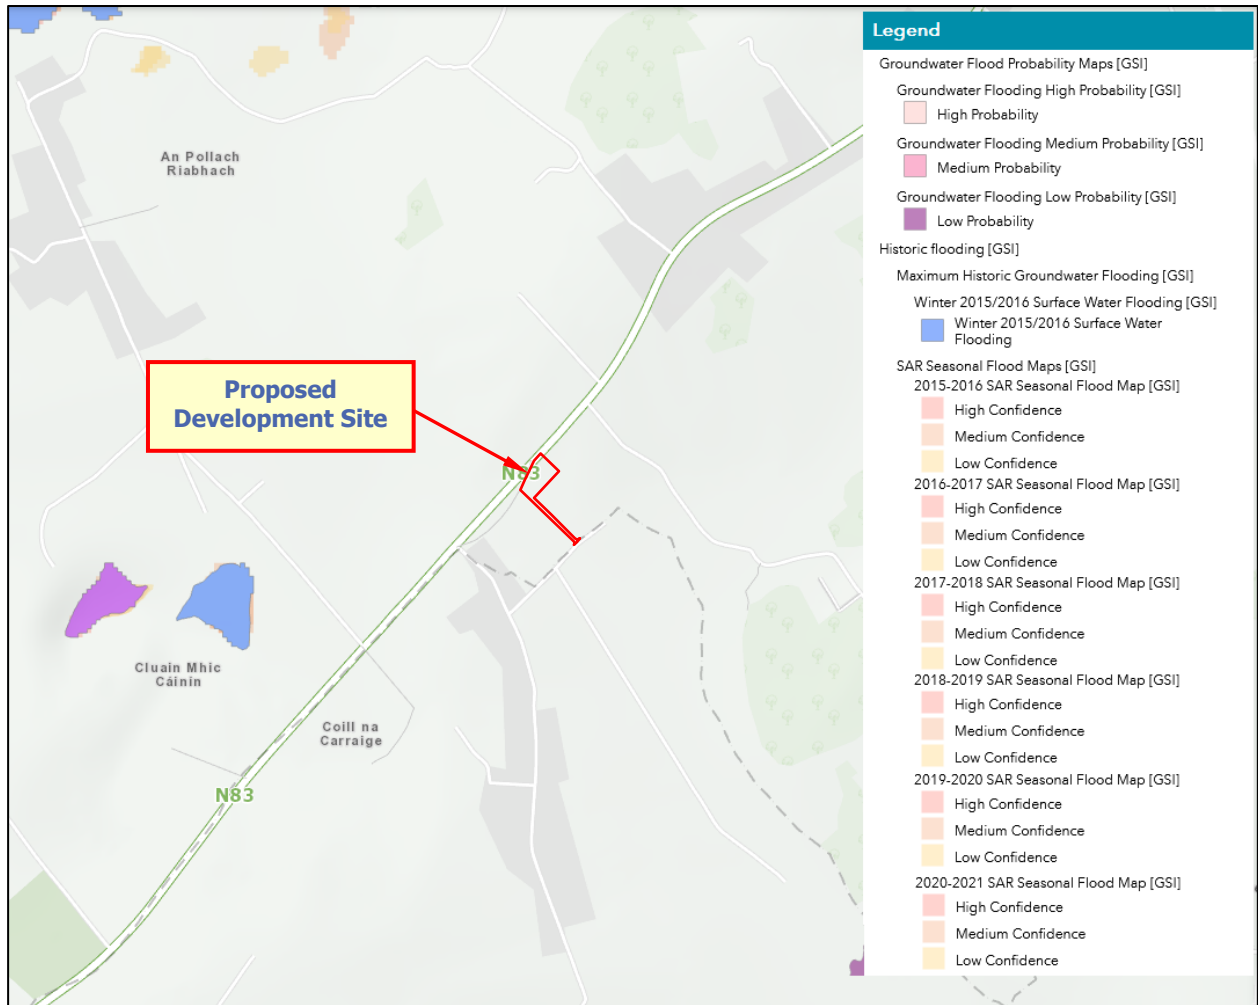 An Pollach
Riabhach
Proposed
Development Site
N83
Cluain Mhic
Cáinín
Coill na
Carraige
N83
Legend
Groundwater Flood Probability Maps [GSI]
Groundwater Flooding High Probability [GSI]
High Probability
Groundwater Flooding Medium Probability [GSI]
Medium Probability
Groundwater Flooding Low Probability [GSI]
Low Probability
Historic flooding [GSI]
Maximum Historic Groundwater Flooding [GSI]
Winter 2015/2016 Surface Water Flooding [GSI]
Winter 2015/2016 Surface Water
Flooding
SAR Seasonal Flood Maps [GSI]
2015-2016 SAR Seasonal Flood Map [GSI]
High Confidence
Medium Confidence
Low Confidence
2016-2017 SAR Seasonal Flood Map [GSI]
High Confidence
Medium Confidence
Low Confidence
2017-2018 SAR Seasonal Flood Map [GSI]
High Confidence
Medium Confidence
Low Confidence
2018-2019 SAR Seasonal Flood Map [GSI]
High Confidence
Medium Confidence
Low Confidence
2019-2020 SAR Seasonal Flood Map [GSI]
High Confidence
Medium Confidence
Low Confidence
2020-2021 SAR Seasonal Flood Map [GSI]
High Confidence
Medium Confidence
Low Confidence